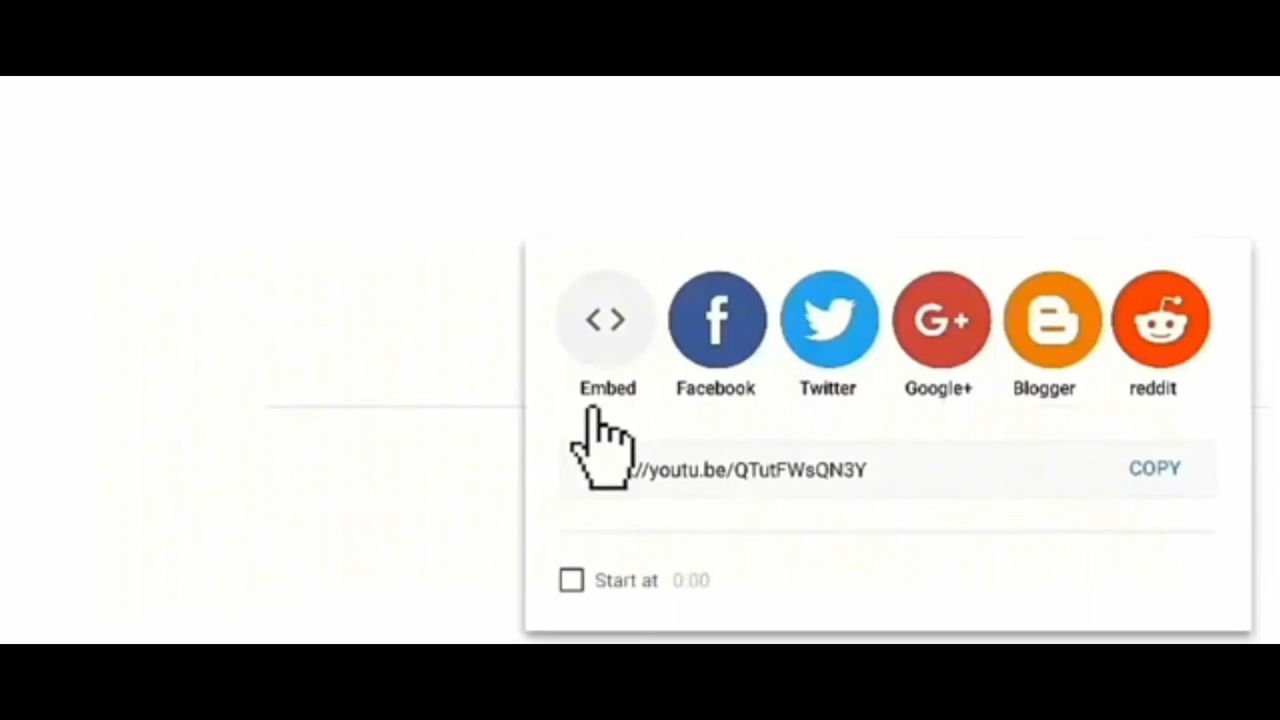 Embed Facebook Twitter Google+ Blogger reddit
//youtu.be/QTutFWsQN3Y COPY
Start at 0:00